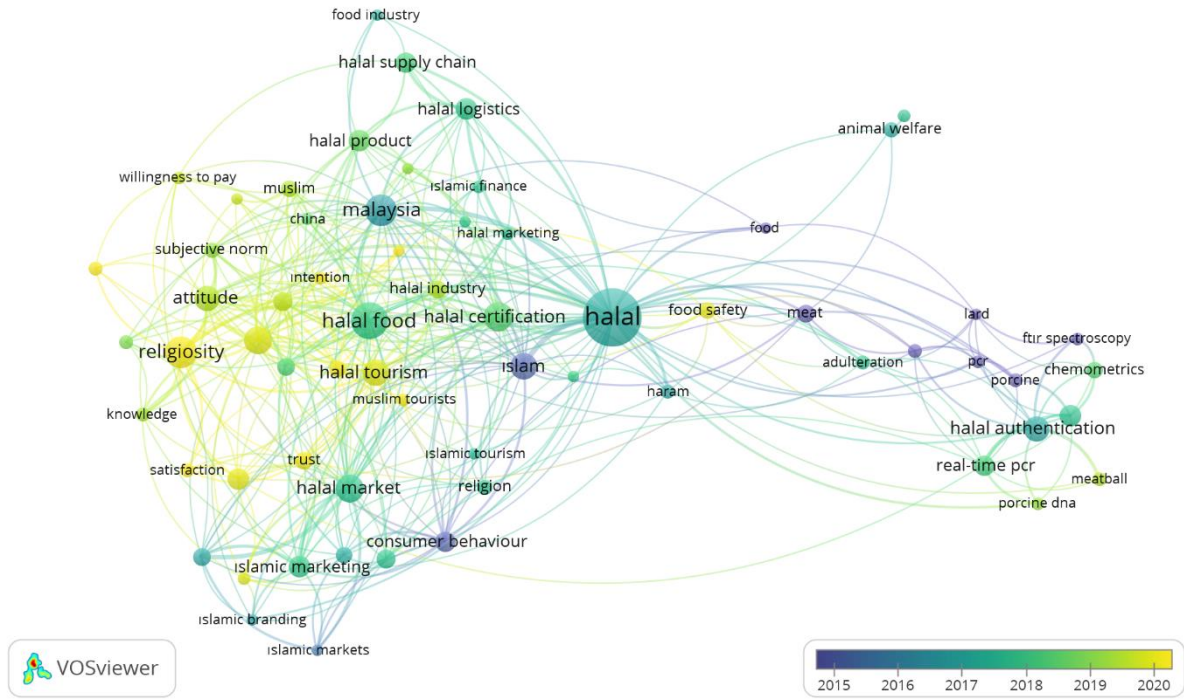 food industry
halal supply chain
halal logistics
animal welfare
halal product
willingness to pay
muslim
ıslamic finance
malaysia
china
halal marketing
food
subjective norm
ıntention
halal industry
attitude
halal food
halal certification
halal
food safety
meat
lard
ftır spectroscopy
religiosity
halal tourism
ıslam
adulteration
pcr
chemometrics
porcine
haram
muslim tourists
knowledge
halal authentication
satisfaction
trust
ıslamic tourism
real-time pcr
meatball
halal market
religion
porcine dna
consumer behaviour
ıslamic marketing
ıslamic branding
ıslamic markets
VOSviewer
2015 2016 2017 2018 2019 2020